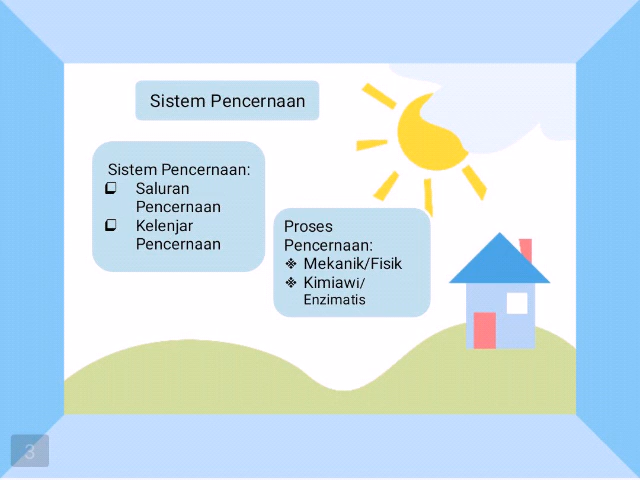 Sistem Pencernaan
Sistem Pencernaan:
❑ Saluran
Pencernaan
❑ Kelenjar
Pencernaan
Proses
Pencernaan:
❖ Mekanik/Fisik
❖ Kimiawi/
Enzimatis
3